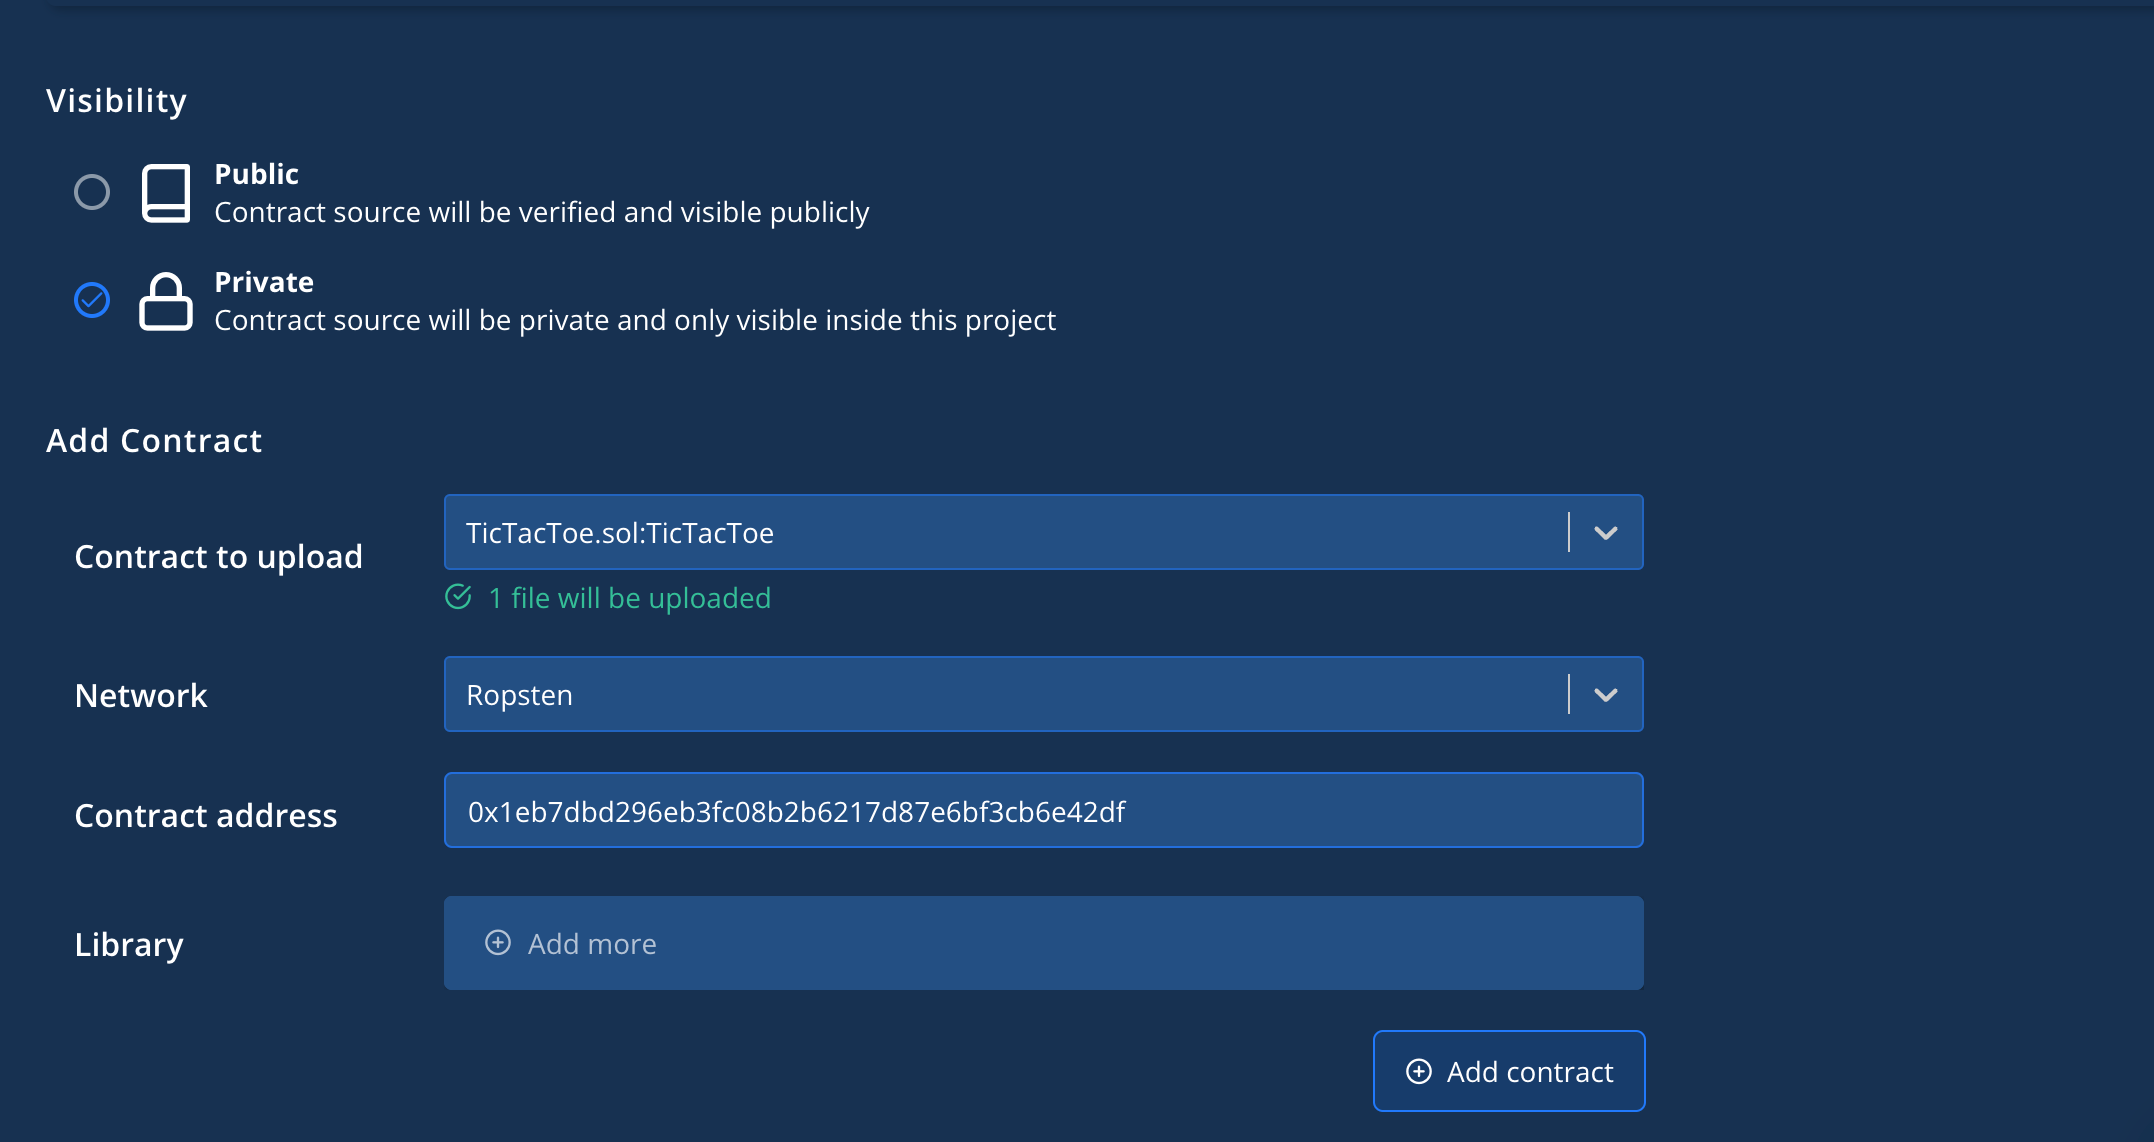 Visibility
Public
Contract source will be verified and visible publicly
Private
Contract source will be private and only visible inside this project
Add Contract
Contract to upload
TicTacToe.sol:TicTacToe
1 file will be uploaded
Network
Ropsten
Contract address
0x1eb7dbd296eb3fc08b2b6217d87e6bf3cb6e42df
Library
Add more
Add contract